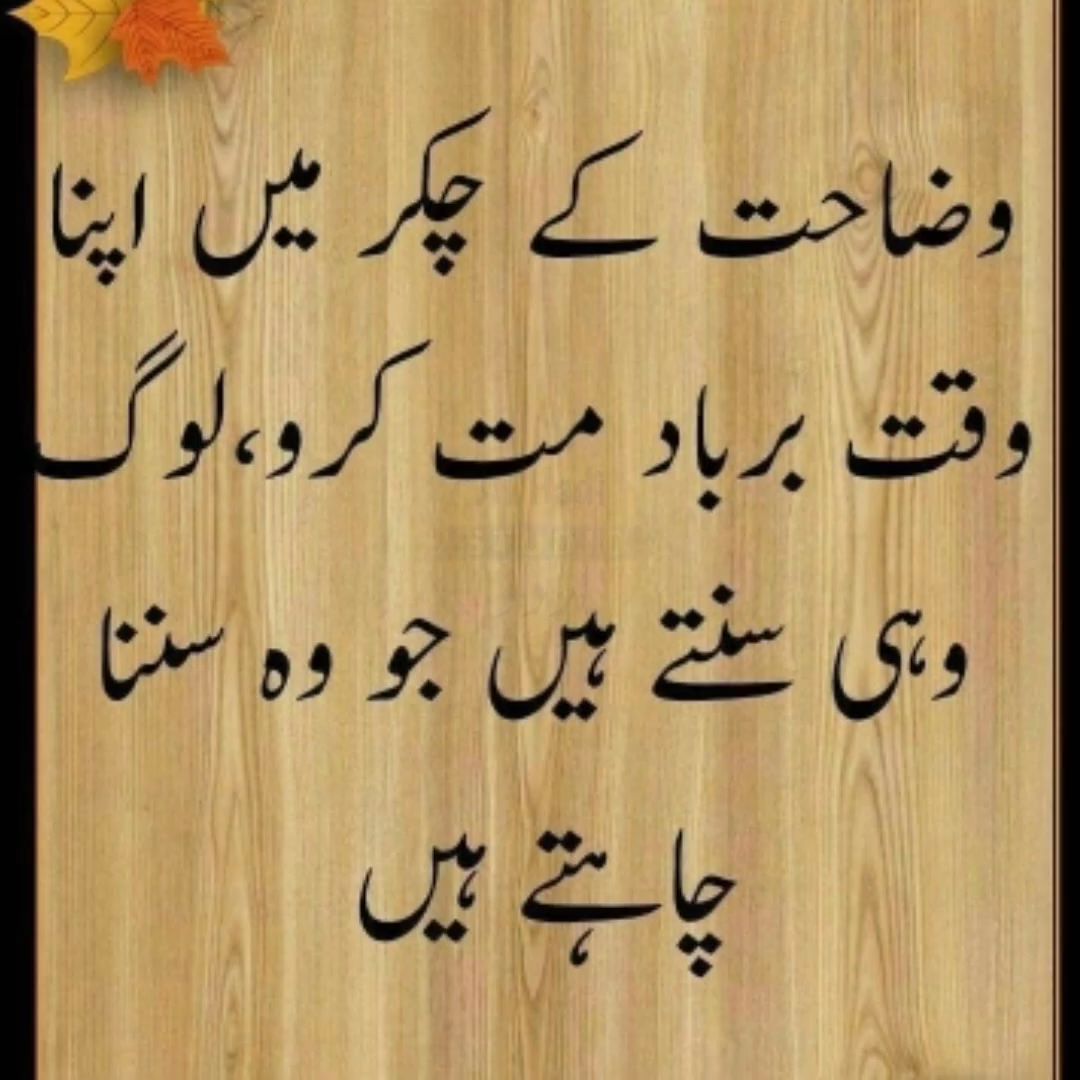 وضاحت کے چکر میں اپنا
وقت برباد مت کرو،لوگ
وہی سنتے ہیں جو وہ سننا
چاہتے ہیں